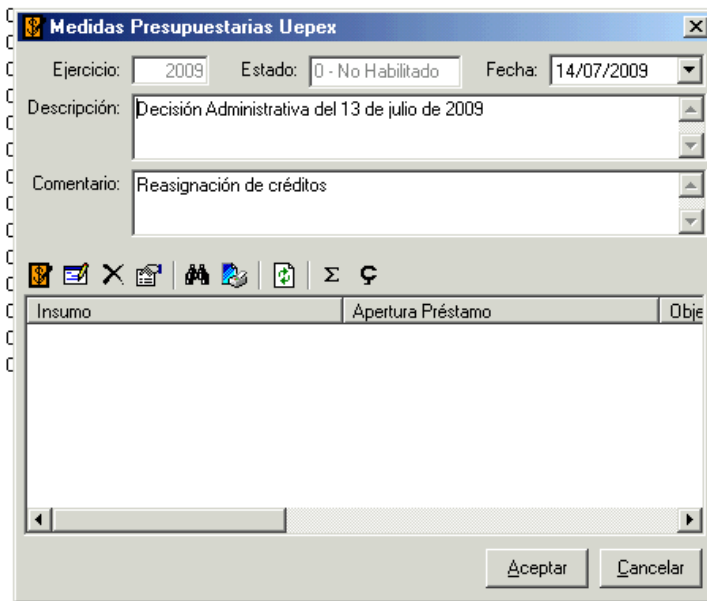 Medidas Presupuestarias Uepex
Ejercicio: 2009 Estado: 0 - No Habilitado Fecha: 14/07/2009
Descripción: Decisión Administrativa del 13 de julio de 2009
Comentario: Reasignación de créditos
Σ Ç
Insumo Apertura Préstamo Obje
Aceptar Cancelar